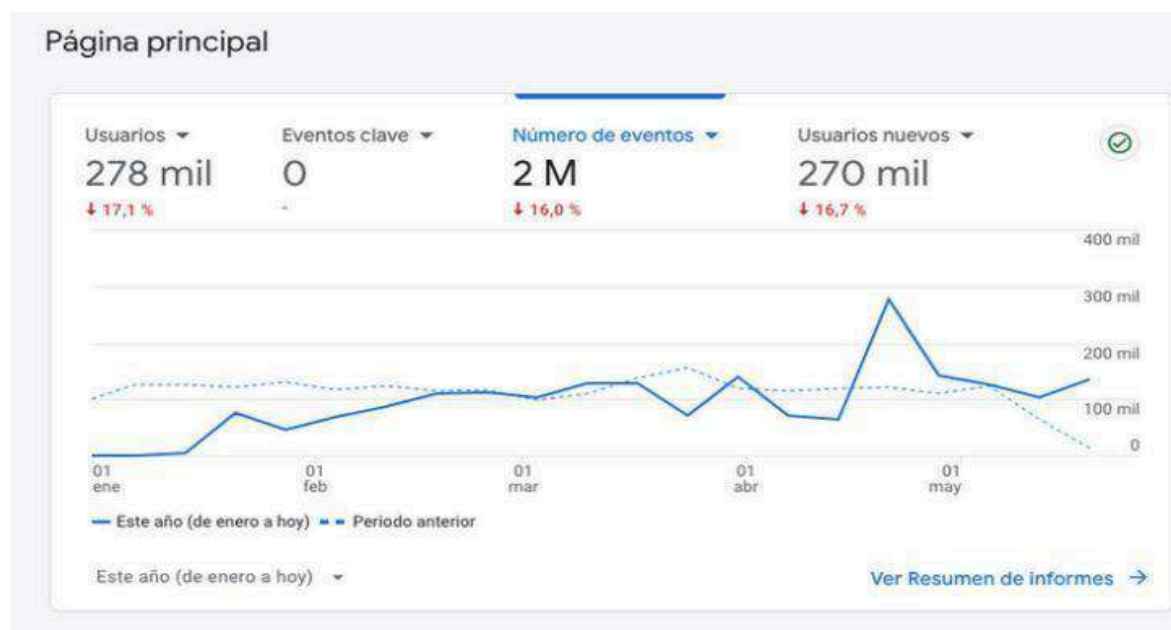 Página principal
Usuarios Eventos clave Número de eventos Usuarios nuevos
278 mil 0 2 M 270 mil
↓ 17,1 % - ↓ 16,0 % ↓ 16,7 %
400 mil
300 mil
200 mil
100 mil
0
01 01 01 01 01
ene feb mar abr may
Este año (de enero a hoy) Periodo anterior
Este año (de enero a hoy) Ver Resumen de informes →